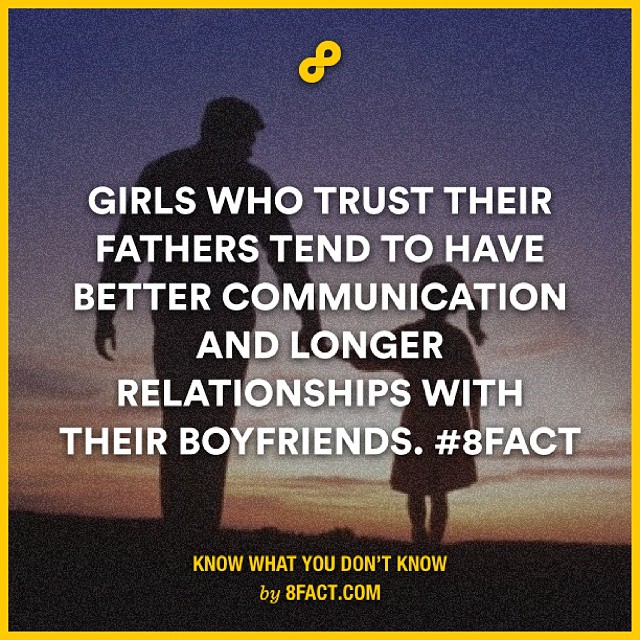 GIRLS WHO TRUST THEIR
FATHERS TEND TO HAVE
BETTER COMMUNICATION
AND LONGER
RELATIONSHIPS WITH
THEIR BOYFRIENDS. #8FACT
KNOW WHAT YOU DON'T KNOW
by 8FACT.COM